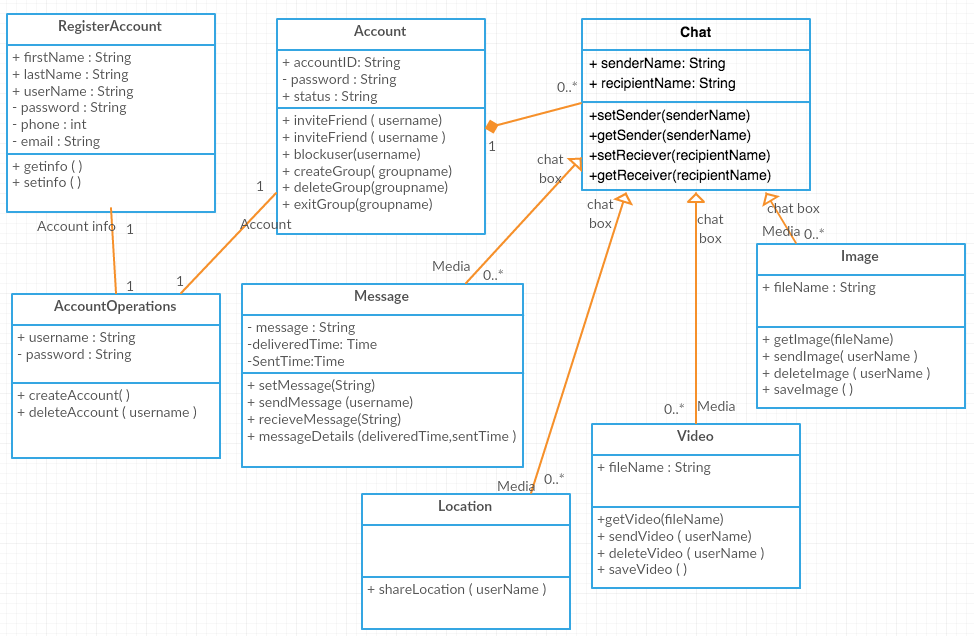 RegisterAccount
+ firstName : String
+ lastName : String
+ userName : String
- password : String
- phone : int
- email : String
+ getinfo ( )
+ setinfo ( )
Account
+ accountID: String
- password : String
+ status : String
+ inviteFriend ( username)
+ inviteFriend ( username )
+ blockuser(username)
+ createGroup( groupname)
+ deleteGroup(groupname)
+ exitGroup(groupname)
Chat
+ senderName: String
+ recipientName: String
+setSender(senderName)
+getSender(senderName)
+setReciever(recipientName)
+getReceiver(recipientName)
0..*
1
Account info
1
1
1
Account
1
chat
box
Media
0..*
chat
box
Media
0..*
chat
box
0..*
Media
chat box
Media
0..*
AccountOperations
+ username : String
- password : String
+ createAccount( )
+ deleteAccount ( username )
Message
- message : String
-deliveredTime: Time
-SentTime:Time
+ setMessage(String)
+ sendMessage (username)
+ recieveMessage(String)
+ messageDetails (deliveredTime,sentTime )
Image
+ fileName : String
+ getImage(fileName)
+ sendImage( userName )
+ deleteImage ( userName )
+ saveImage ( )
Location
+ shareLocation ( userName )
Video
+ fileName : String
+getVideo(fileName)
+ sendVideo ( userName)
+ deleteVideo ( userName )
+ saveVideo ( )